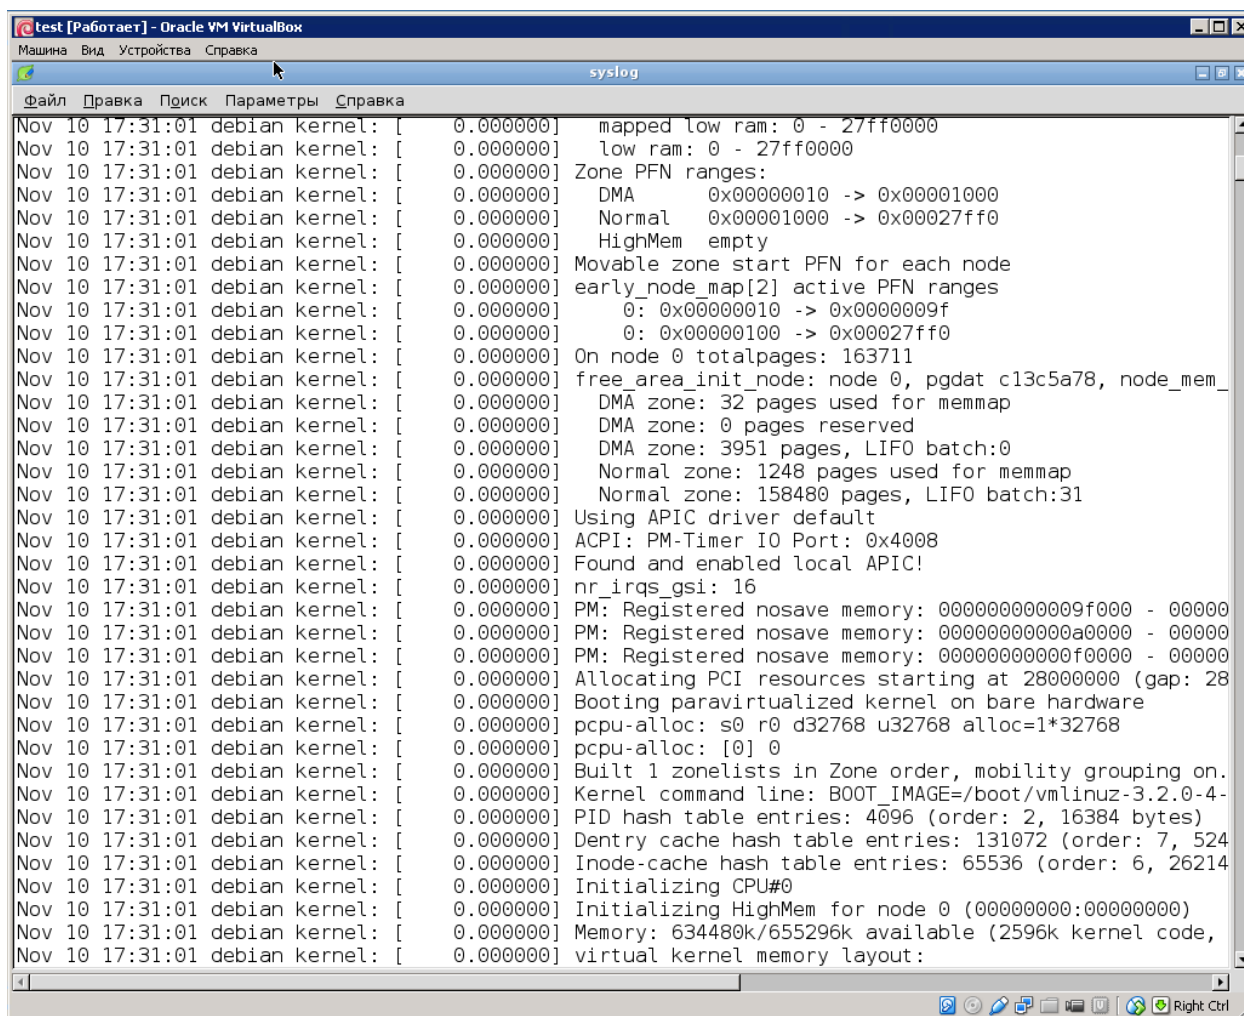 test [Работает] - Oracle VM VirtualBox
Машина Вид Устройства Справка
syslog
Файл Правка Поиск Параметры Справка
Nov 10 17:31:01 debian kernel: [    0.000000]   mapped low ram: 0 - 27ff0000
Nov 10 17:31:01 debian kernel: [    0.000000]   low ram: 0 - 27ff0000
Nov 10 17:31:01 debian kernel: [    0.000000] Zone PFN ranges:
Nov 10 17:31:01 debian kernel: [    0.000000]   DMA      0x00000010 -> 0x00001000
Nov 10 17:31:01 debian kernel: [    0.000000]   Normal   0x00001000 -> 0x00027ff0
Nov 10 17:31:01 debian kernel: [    0.000000]   HighMem  empty
Nov 10 17:31:01 debian kernel: [    0.000000] Movable zone start PFN for each node
Nov 10 17:31:01 debian kernel: [    0.000000] early_node_map[2] active PFN ranges
Nov 10 17:31:01 debian kernel: [    0.000000]     0: 0x00000010 -> 0x0000009f
Nov 10 17:31:01 debian kernel: [    0.000000]     0: 0x00000100 -> 0x00027ff0
Nov 10 17:31:01 debian kernel: [    0.000000] On node 0 totalpages: 163711
Nov 10 17:31:01 debian kernel: [    0.000000] free_area_init_node: node 0, pgdat c13c5a78, node_mem_
Nov 10 17:31:01 debian kernel: [    0.000000]   DMA zone: 32 pages used for memmap
Nov 10 17:31:01 debian kernel: [    0.000000]   DMA zone: 0 pages reserved
Nov 10 17:31:01 debian kernel: [    0.000000]   DMA zone: 3951 pages, LIFO batch:0
Nov 10 17:31:01 debian kernel: [    0.000000]   Normal zone: 1248 pages used for memmap
Nov 10 17:31:01 debian kernel: [    0.000000]   Normal zone: 158480 pages, LIFO batch:31
Nov 10 17:31:01 debian kernel: [    0.000000] Using APIC driver default
Nov 10 17:31:01 debian kernel: [    0.000000] ACPI: PM-Timer IO Port: 0x4008
Nov 10 17:31:01 debian kernel: [    0.000000] Found and enabled local APIC!
Nov 10 17:31:01 debian kernel: [    0.000000] nr_irqs_gsi: 16
Nov 10 17:31:01 debian kernel: [    0.000000] PM: Registered nosave memory: 000000000009f000 - 00000
Nov 10 17:31:01 debian kernel: [    0.000000] PM: Registered nosave memory: 00000000000a0000 - 00000
Nov 10 17:31:01 debian kernel: [    0.000000] PM: Registered nosave memory: 00000000000f0000 - 00000
Nov 10 17:31:01 debian kernel: [    0.000000] Allocating PCI resources starting at 28000000 (gap: 28
Nov 10 17:31:01 debian kernel: [    0.000000] Booting paravirtualized kernel on bare hardware
Nov 10 17:31:01 debian kernel: [    0.000000] pcpu-alloc: s0 r0 d32768 u32768 alloc=1*32768
Nov 10 17:31:01 debian kernel: [    0.000000] pcpu-alloc: [0] 0
Nov 10 17:31:01 debian kernel: [    0.000000] Built 1 zonelists in Zone order, mobility grouping on.
Nov 10 17:31:01 debian kernel: [    0.000000] Kernel command line: BOOT_IMAGE=/boot/vmlinuz-3.2.0-4-
Nov 10 17:31:01 debian kernel: [    0.000000] PID hash table entries: 4096 (order: 2, 16384 bytes)
Nov 10 17:31:01 debian kernel: [    0.000000] Dentry cache hash table entries: 131072 (order: 7, 524
Nov 10 17:31:01 debian kernel: [    0.000000] Inode-cache hash table entries: 65536 (order: 6, 26214
Nov 10 17:31:01 debian kernel: [    0.000000] Initializing CPU#0
Nov 10 17:31:01 debian kernel: [    0.000000] Initializing HighMem for node 0 (00000000:00000000)
Nov 10 17:31:01 debian kernel: [    0.000000] Memory: 634480k/655296k available (2596k kernel code,
Nov 10 17:31:01 debian kernel: [    0.000000] virtual kernel memory layout:
Right Ctrl